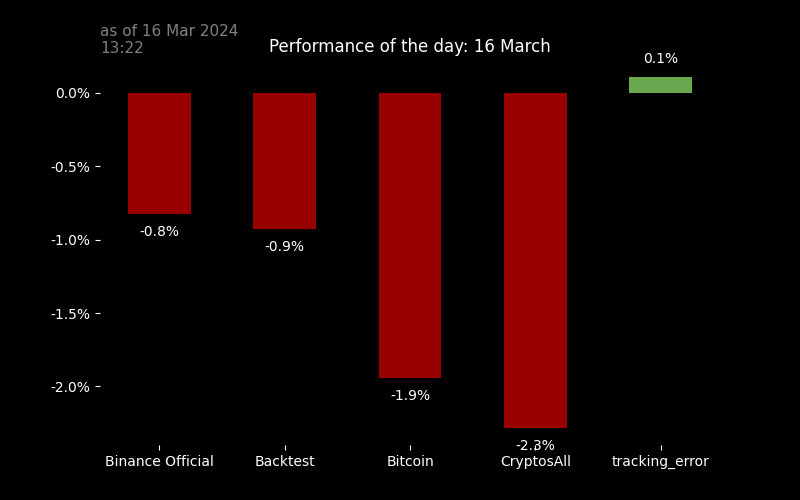 as of 16 Mar 2024
13:22
Performance of the day: 16 March
0.1%
0.0%
-0.5%
-1.0%
-1.5%
-2.0%
-0.8%
-0.9%
-1.9%
-2.3%
Binance Official
Backtest
Bitcoin
CryptosAll
tracking_error